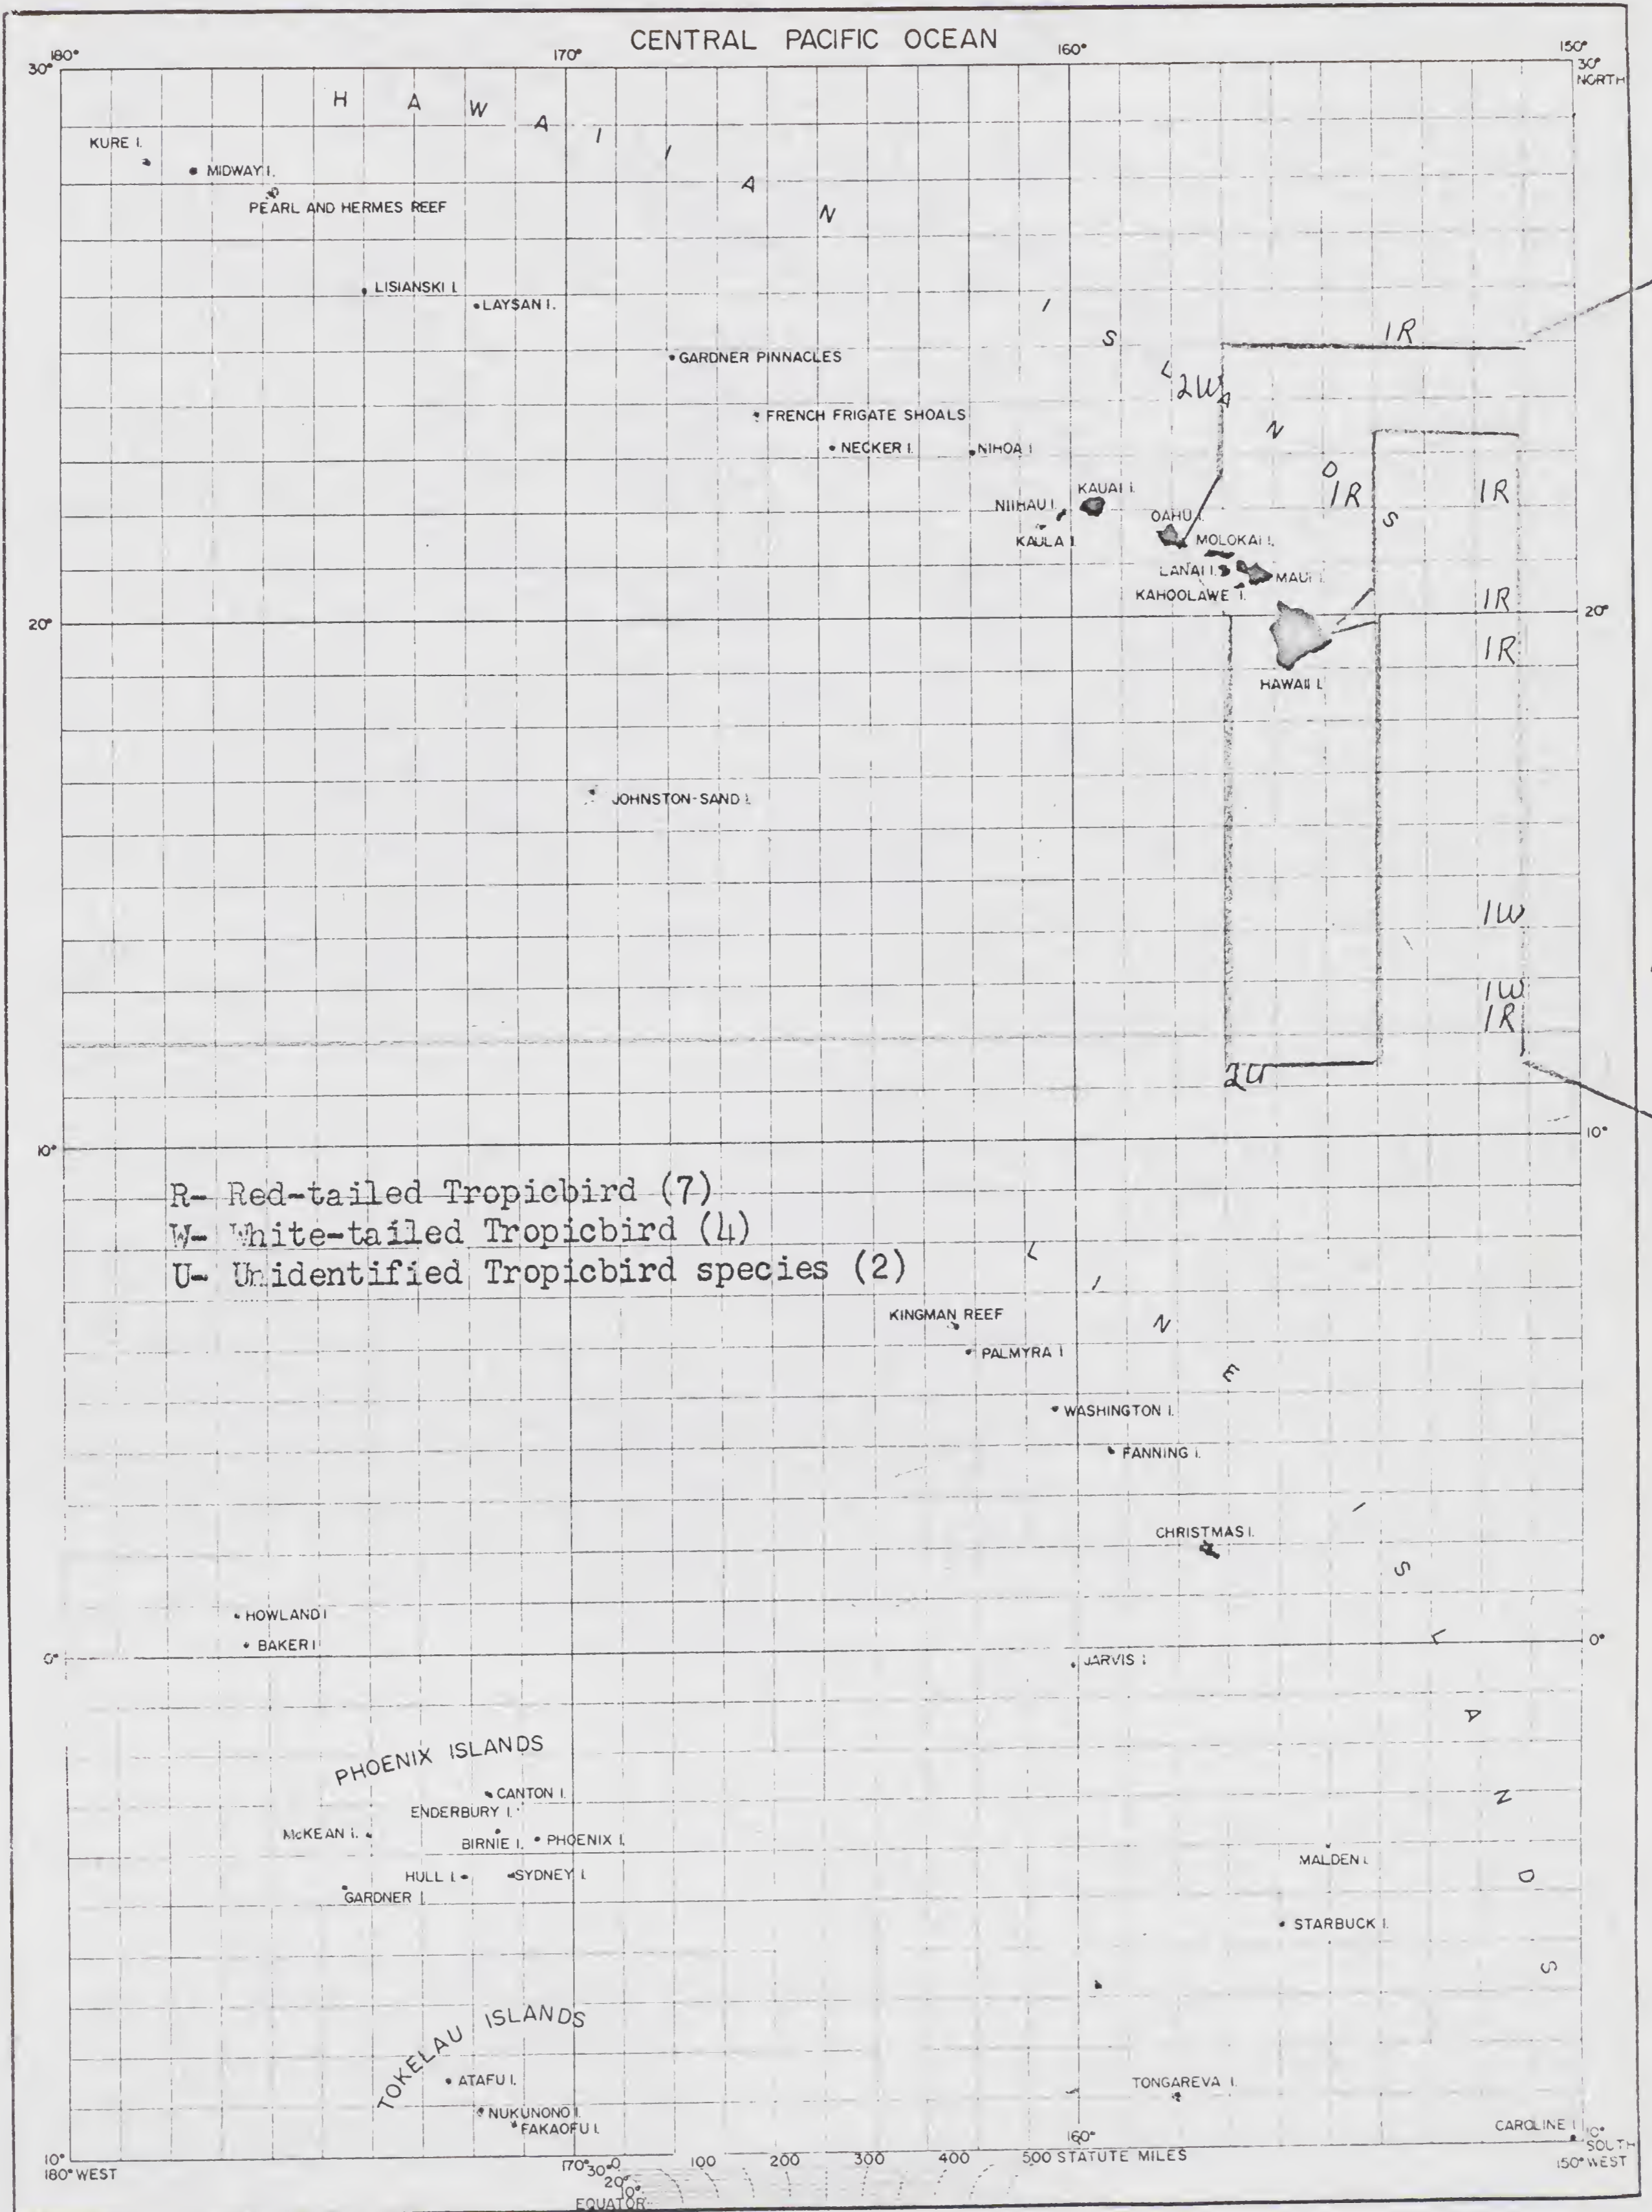 CENTRAL PACIFIC OCEAN
180° 170° 160° 150°
30° 30°
NORTH
H A W A I I A N
KURE I.
MIDWAY I.
PEARL AND HERMES REEF
LISIANSKI I.
LAYSAN I.
I S L A N D S
1R
GARDNER PINNACLES
2W
FRENCH FRIGATE SHOALS
NECKER I.
NIHOA I
KAUAI I.
1R 1R
NIIHAU I.
OAHU I.
KAULA I.
MOLOKAI I.
LANAI I.
MAUI I.
KAHOOLAWE I.
1R
20° 20°
1R
HAWAII I.
JOHNSTON-SAND I.
1W
1W
1R
2U
10° 10°
R- Red-tailed Tropicbird (7)
W- White-tailed Tropicbird (4)
U- Unidentified Tropicbird species (2)
L I N E I S L A N D S
KINGMAN REEF
PALMYRA I
WASHINGTON I.
FANNING I.
CHRISTMAS I.
HOWLAND I
BAKER I
0° 0°
JARVIS I
PHOENIX ISLANDS
CANTON I.
ENDERBURY I.
McKEAN I.
BIRNIE I.
PHOENIX I.
MALDEN I.
HULL I.
SYDNEY I.
GARDNER I.
STARBUCK I.
TOKELAU ISLANDS
ATAFU I.
TONGAREVA I.
NUKUNONO I.
FAKAOFU I.
CAROLINE I.
10° 160° 10°
SOUTH
180° WEST 170° 150° WEST
30° 0 100 200 300 400 500 STATUTE MILES
20°
10°
EQUATOR